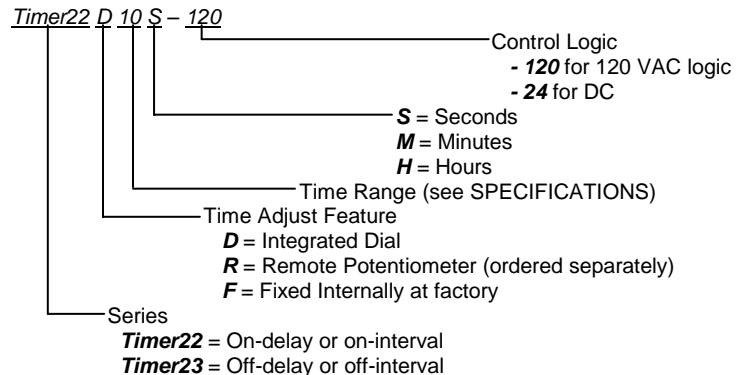 Timer22 D 10 S – 120
Control Logic
- 120 for 120 VAC logic
- 24 for DC
S = Seconds
M = Minutes
H = Hours
Time Range (see SPECIFICATIONS)
Time Adjust Feature
D = Integrated Dial
R = Remote Potentiometer (ordered separately)
F = Fixed Internally at factory
Series
Timer22 = On-delay or on-interval
Timer23 = Off-delay or off-interval